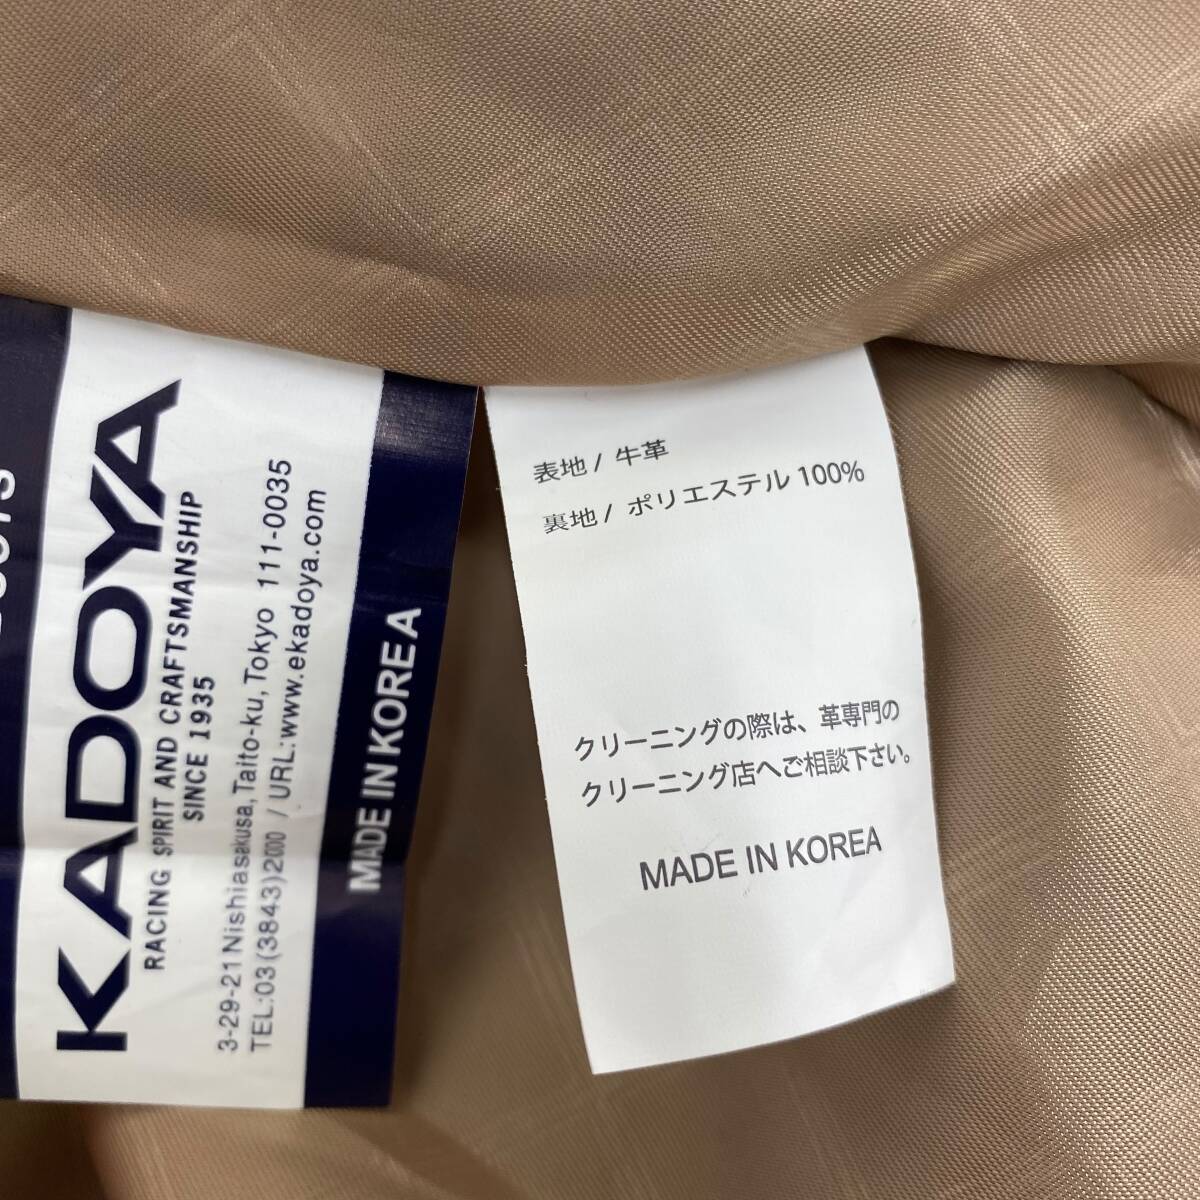 KADOYA
RACING SPIRIT AND CRAFTSMANSHIP
SINCE 1935
3-29-21 Nishiasakusa, Taito-ku, Tokyo 111-0035
TEL:03(3843)2000 / URL:www.ekadoya.com
MADE IN KOREA
表地 / 牛革
裏地 / ポリエステル 100%
クリーニングの際は、革専門の
クリーニング店へご相談下さい。
MADE IN KOREA